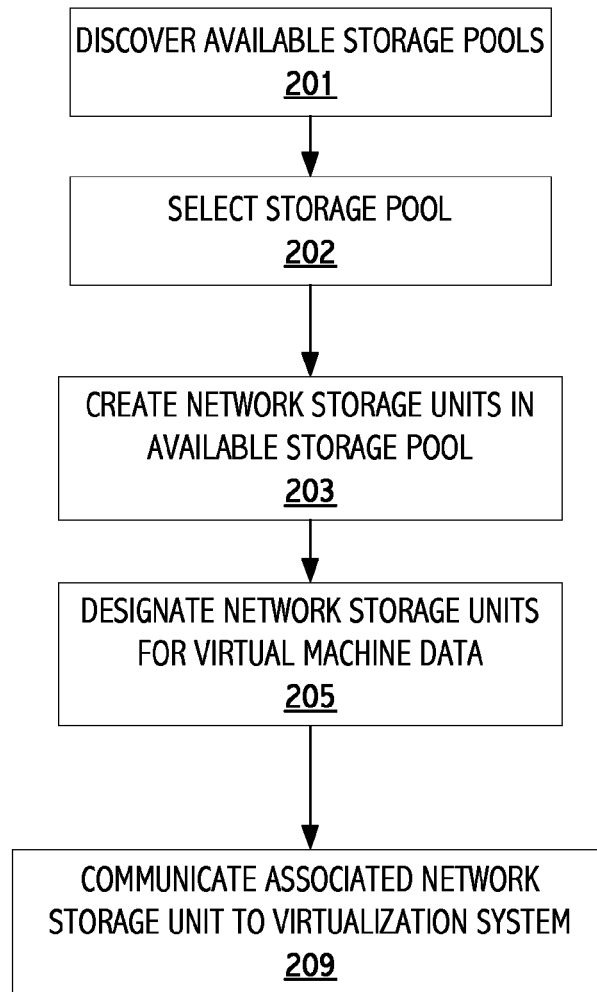 DISCOVER AVAILABLE STORAGE POOLS
201
SELECT STORAGE POOL
202
CREATE NETWORK STORAGE UNITS IN
AVAILABLE STORAGE POOL
203
DESIGNATE NETWORK STORAGE UNITS
FOR VIRTUAL MACHINE DATA
205
COMMUNICATE ASSOCIATED NETWORK
STORAGE UNIT TO VIRTUALIZATION SYSTEM
209